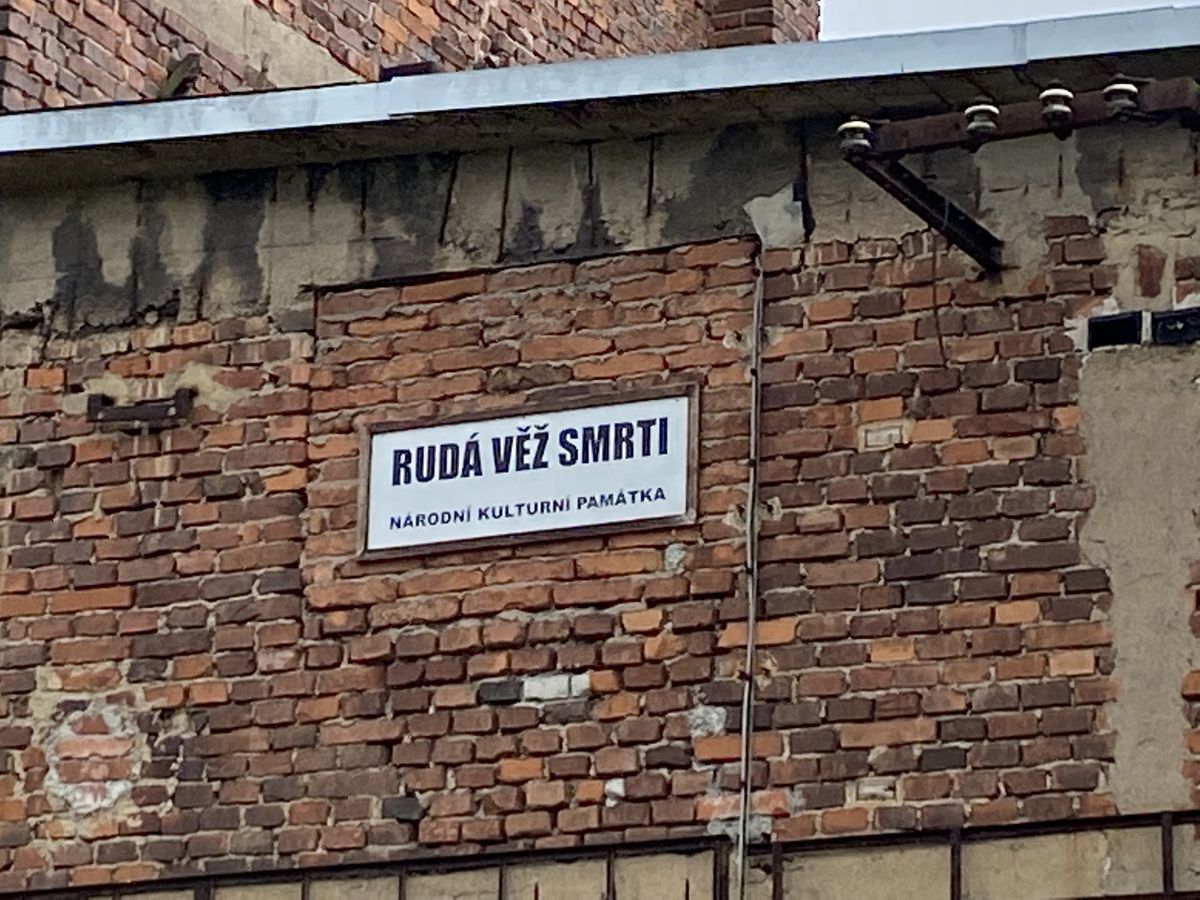 RUDÁ VĚŽ SMRTI
NÁRODNÍ KULTURNÍ PAMÁTKA